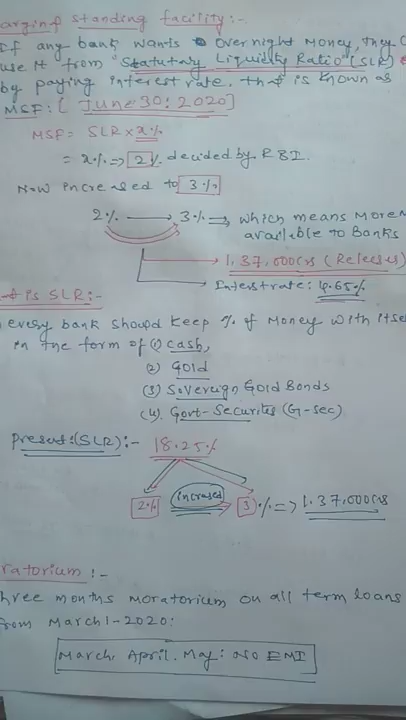 arginal standing facility:-
If any bank wants to overnight money, they c
use it from "Statutary Liquidity Ratio" (SLR)
by paying interest rate. that is known as
MSF:[June 30:2020]
MSF = SLR x x%
= x% => 2% decided by RBI.
Now increased to 3%
2% → 3% => which means more m
available to Banks
→ 1,37,000crs (Releases)
→ Interstrate: 4.65%
at is SLR:-
every bank should keep % of money with itse
in the form of (1) cash,
(2) Gold
(3) Sovereign Gold Bonds
(4) Govt-Securites (G-sec)
Present:(SLR):- 18.25%
2% increased 3% => 1.37,000crs
ratorium:-
hree months moratorium on all term loans
from March 1-2020:
March, April, May: No EMI